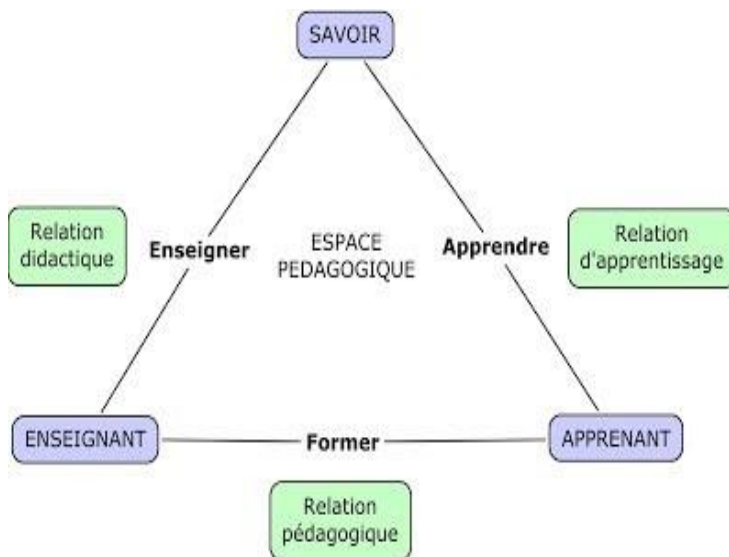 SAVOIR
Relation
didactique
Enseigner
ESPACE
PEDAGOGIQUE
Apprendre
Relation
d'apprentissage
ENSEIGNANT
Former
APPRENANT
Relation
pédagogique